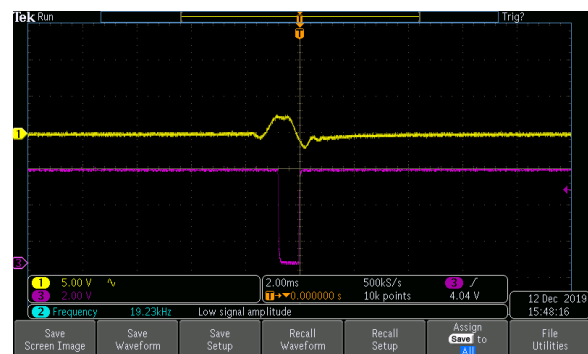 Tek Run Trig?
T
T
1
3
1 5.00 V
3 2.00 V
2.00ms 500kS/s 3
T→▼0.000000 s 10k points 4.04 V
2 Frequency 19.23kHz Low signal amplitude
12 Dec 2019
15:48:16
Save Screen Image
Save Waveform
Save Setup
Recall Waveform
Recall Setup
Assign Save to All
File Utilities